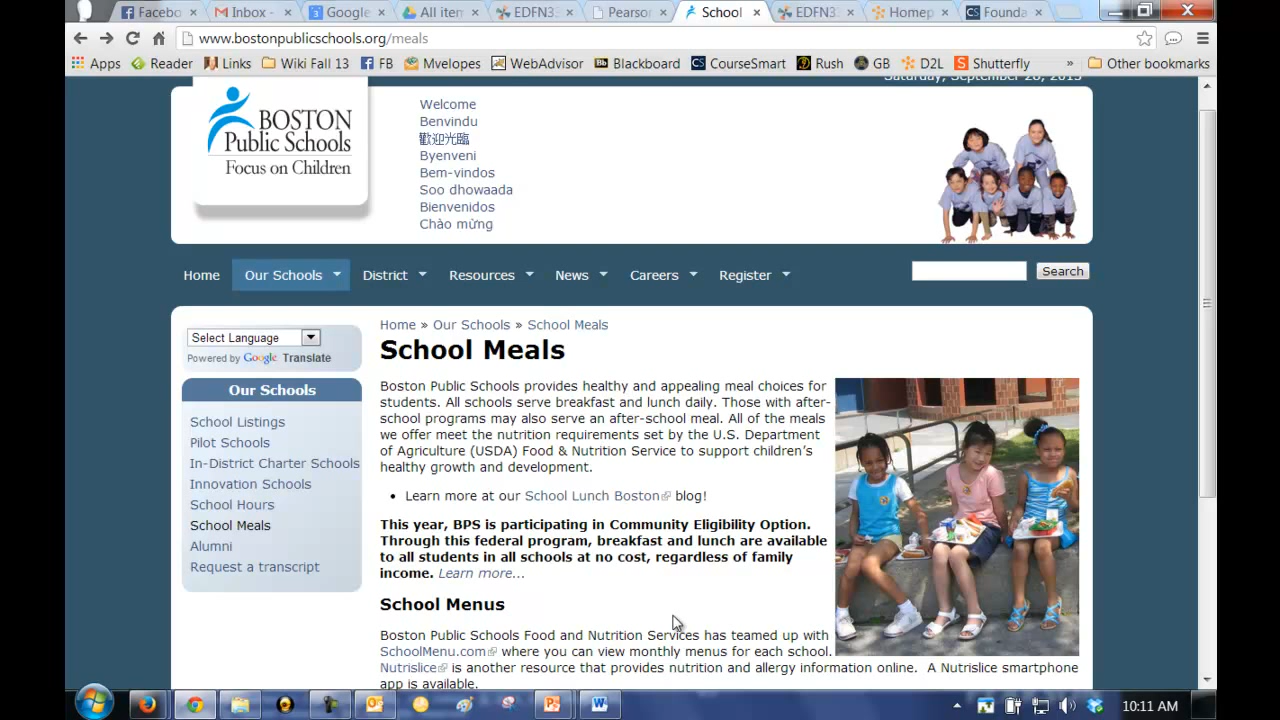 Facebo
Inbox -
Google
All item
EDFN3
Pearson
School
EDFN3
Homep
Founda
www.bostonpublicschools.org/meals
Apps Reader Links Wiki Fall 13 FB Mvelopes WebAdvisor Blackboard CourseSmart Rush GB D2L Shutterfly » Other bookmarks
Saturday, September 28, 2013
BOSTON
Public Schools
Focus on Children
Welcome
Benvindu
歡迎光臨
Byenveni
Bem-vindos
Soo dhowaada
Bienvenidos
Chào mừng
Home Our Schools District Resources News Careers Register Search
Select Language
Powered by Google Translate
Our Schools
School Listings
Pilot Schools
In-District Charter Schools
Innovation Schools
School Hours
School Meals
Alumni
Request a transcript
Home » Our Schools » School Meals
School Meals
Boston Public Schools provides healthy and appealing meal choices for
students. All schools serve breakfast and lunch daily. Those with after-
school programs may also serve an after-school meal. All of the meals
we offer meet the nutrition requirements set by the U.S. Department
of Agriculture (USDA) Food & Nutrition Service to support children's
healthy growth and development.
• Learn more at our School Lunch Boston blog!
This year, BPS is participating in Community Eligibility Option.
Through this federal program, breakfast and lunch are available
to all students in all schools at no cost, regardless of family
income. Learn more...
School Menus
Boston Public Schools Food and Nutrition Services has teamed up with
SchoolMenu.com where you can view monthly menus for each school.
Nutrislice is another resource that provides nutrition and allergy information online. A Nutrislice smartphone
app is available.
10:11 AM